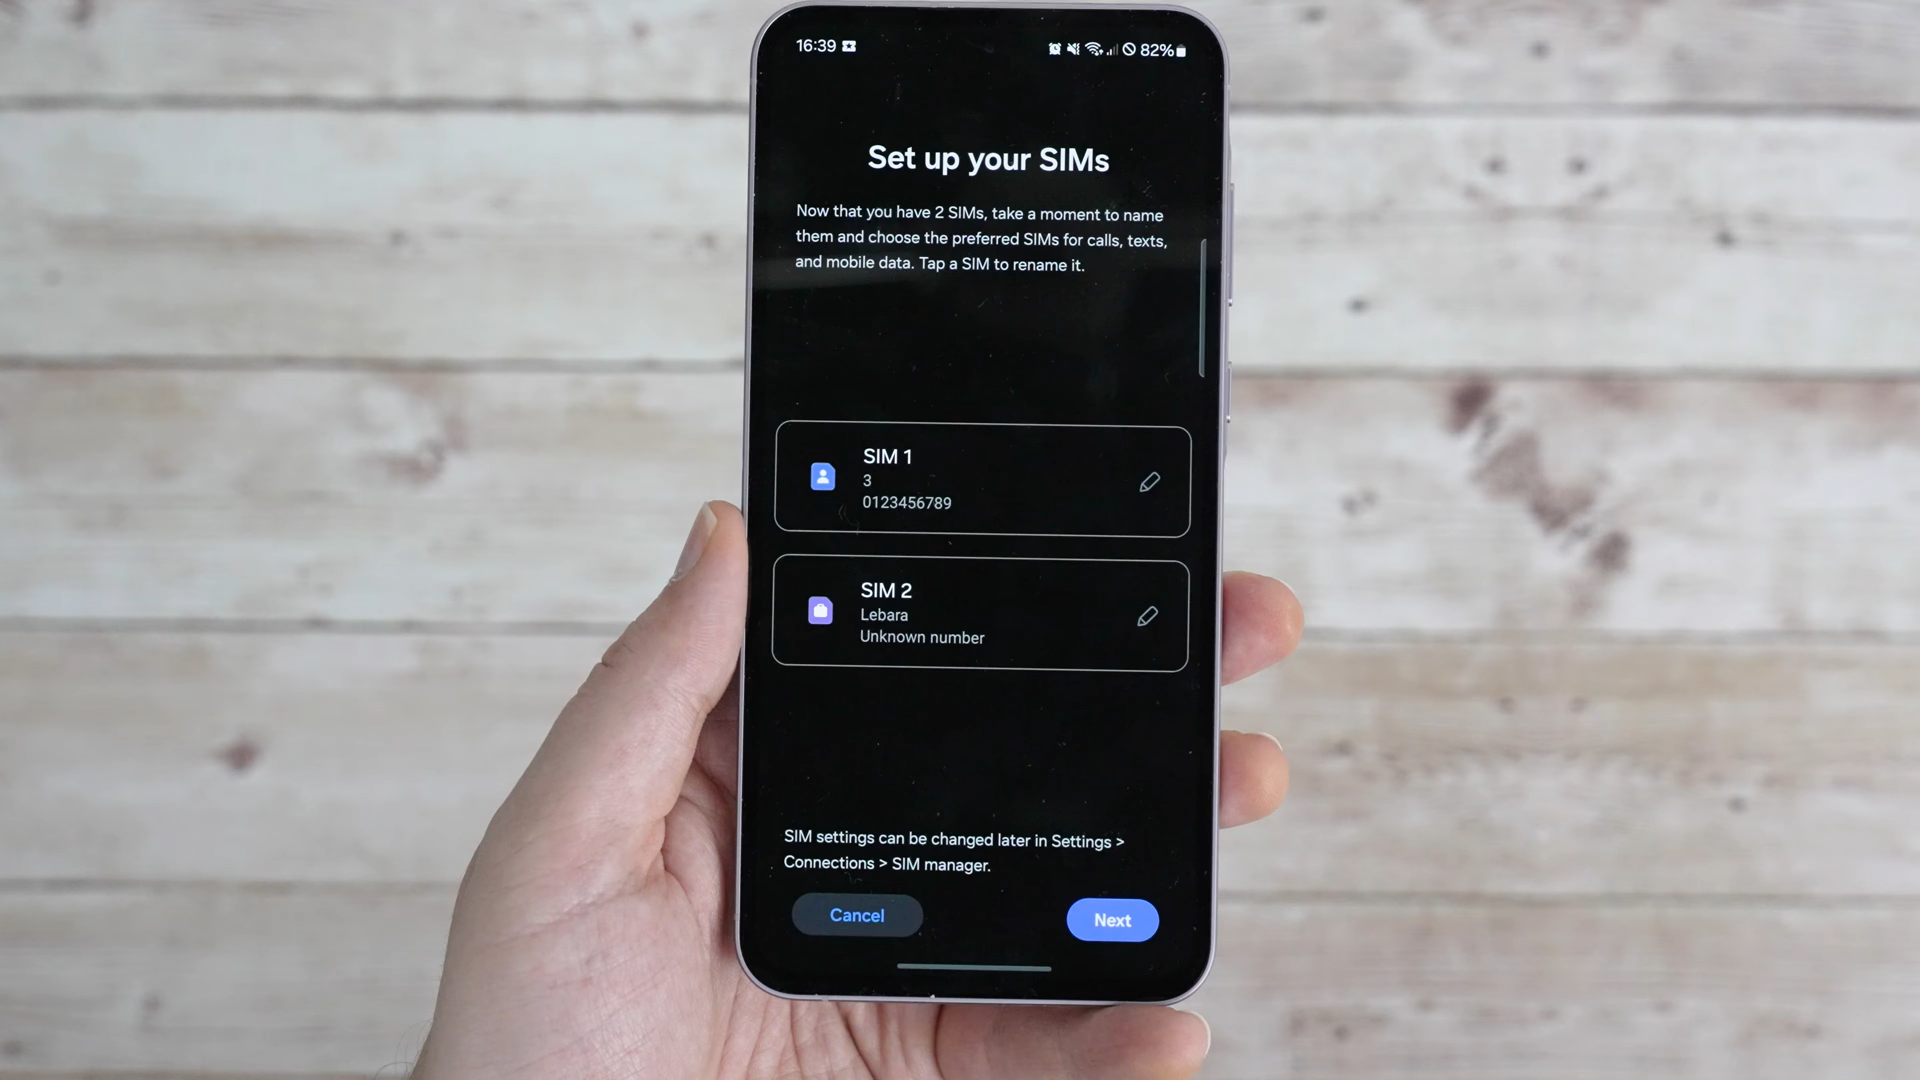 16:39 82%
Set up your SIMs
Now that you have 2 SIMs, take a moment to name
them and choose the preferred SIMs for calls, texts,
and mobile data. Tap a SIM to rename it.
SIM 1
3
0123456789
SIM 2
Lebara
Unknown number
SIM settings can be changed later in Settings >
Connections > SIM manager.
Cancel Next